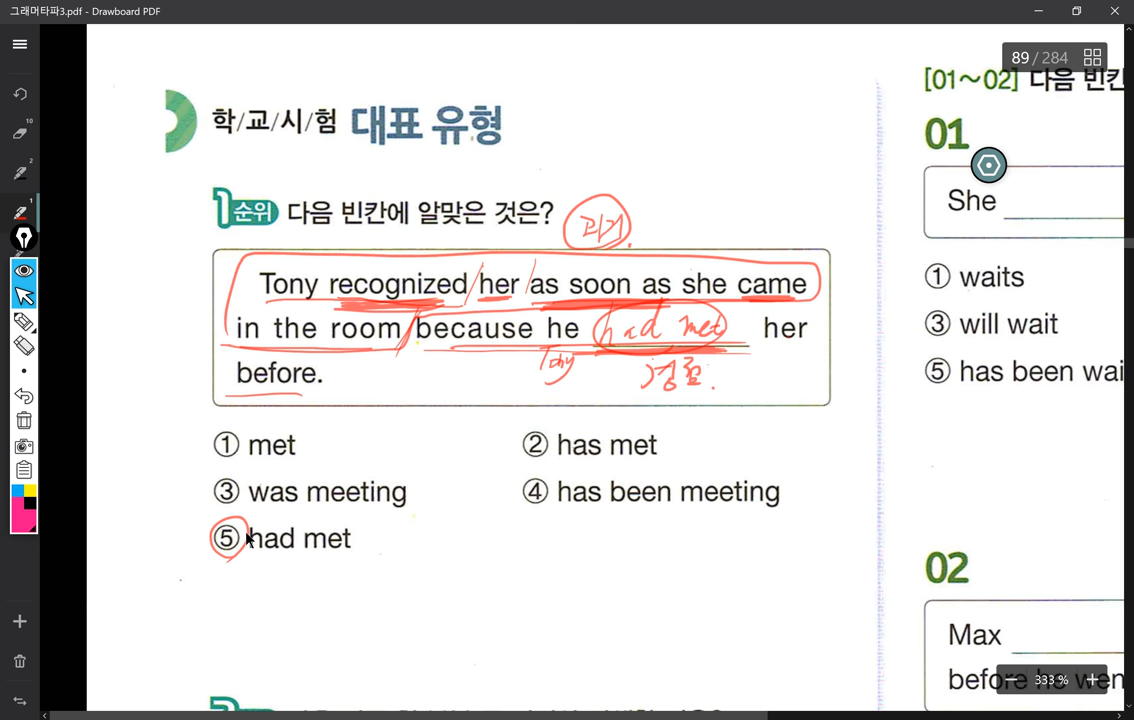 그래머타파3.pdf - Drawboard PDF
89 / 284
10
2
1
학/교/시/험 대표 유형
1순위 다음 빈칸에 알맞은 것은?
과거.
Tony recognized her as soon as she came
in the room because he had met her
Tony
경험.
before.
① met
② has met
③ was meeting
④ has been meeting
⑤ had met
[01~02] 다음 빈칸
01
She
① waits
③ will wait
⑤ has been wai
02
Max
before he wen
333 %